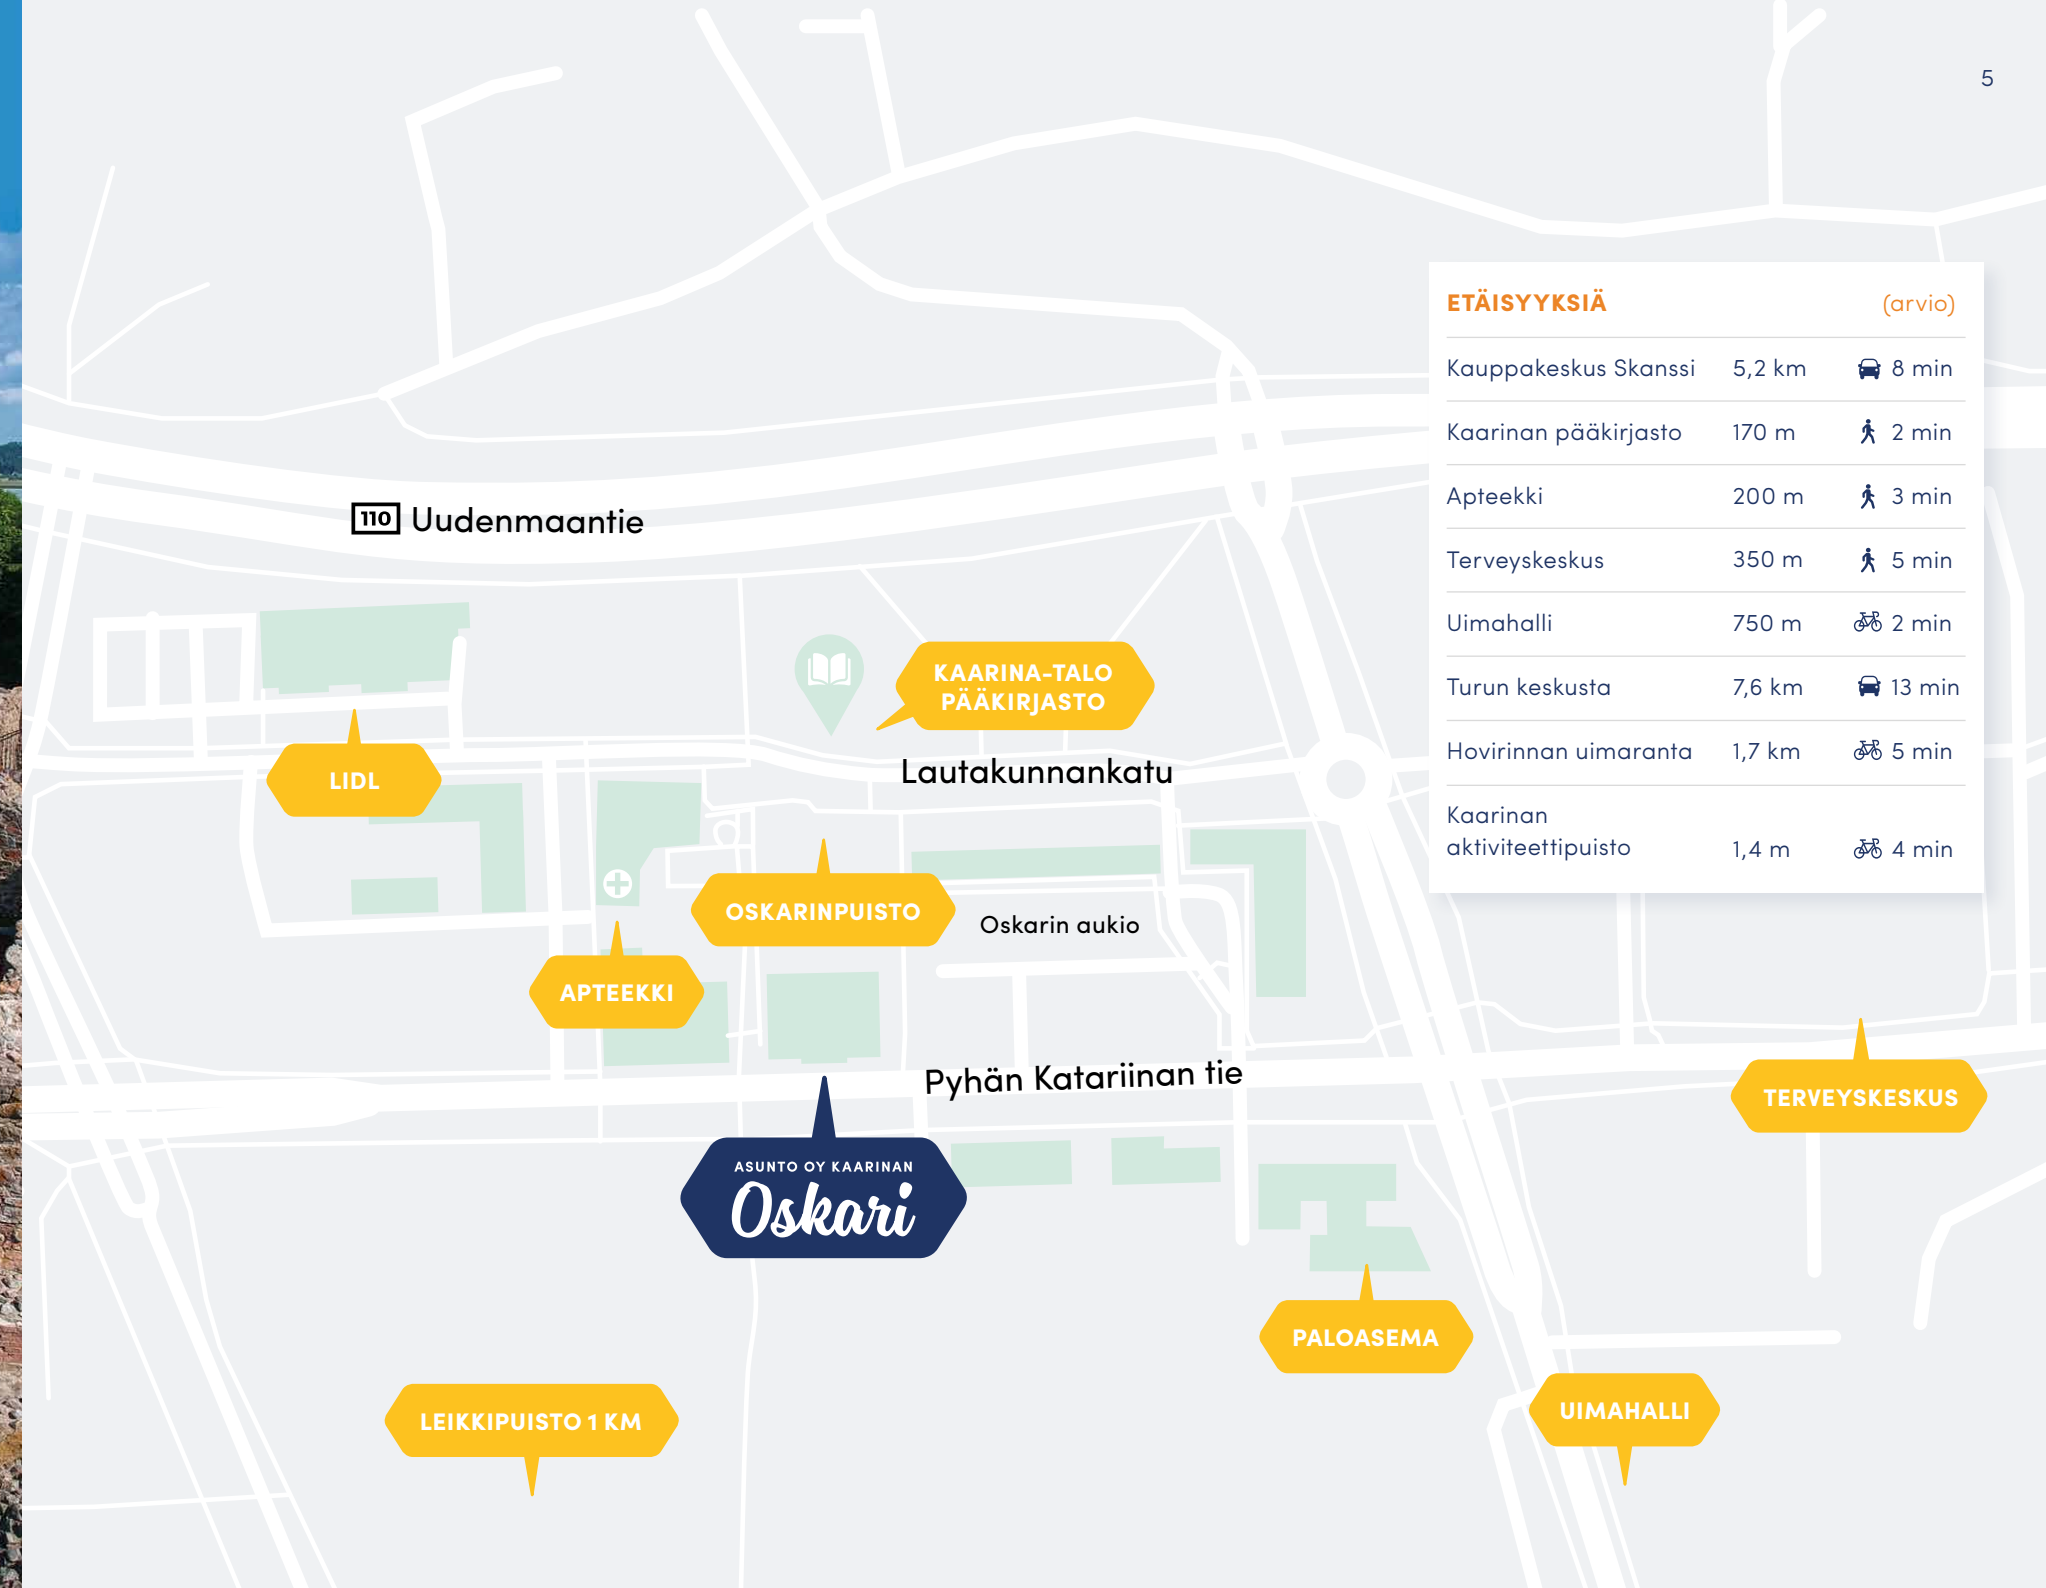 5
ETÄISYYKSIÄ (arvio)
Kauppakeskus Skanssi 5,2 km 8 min
Kaarinan pääkirjasto 170 m 2 min
Apteekki 200 m 3 min
Terveyskeskus 350 m 5 min
Uimahalli 750 m 2 min
Turun keskusta 7,6 km 13 min
Hovirinnan uimaranta 1,7 km 5 min
Kaarinan
aktiviteettipuisto 1,4 m 4 min
110 Uudenmaantie
KAARINA-TALO
PÄÄKIRJASTO
LIDL
Lautakunnankatu
OSKARINPUISTO
Oskarin aukio
APTEEKKI
Pyhän Katariinan tie
TERVEYSKESKUS
ASUNTO OY KAARINAN
Oskari
PALOASEMA
UIMAHALLI
LEIKKIPUISTO 1 KM